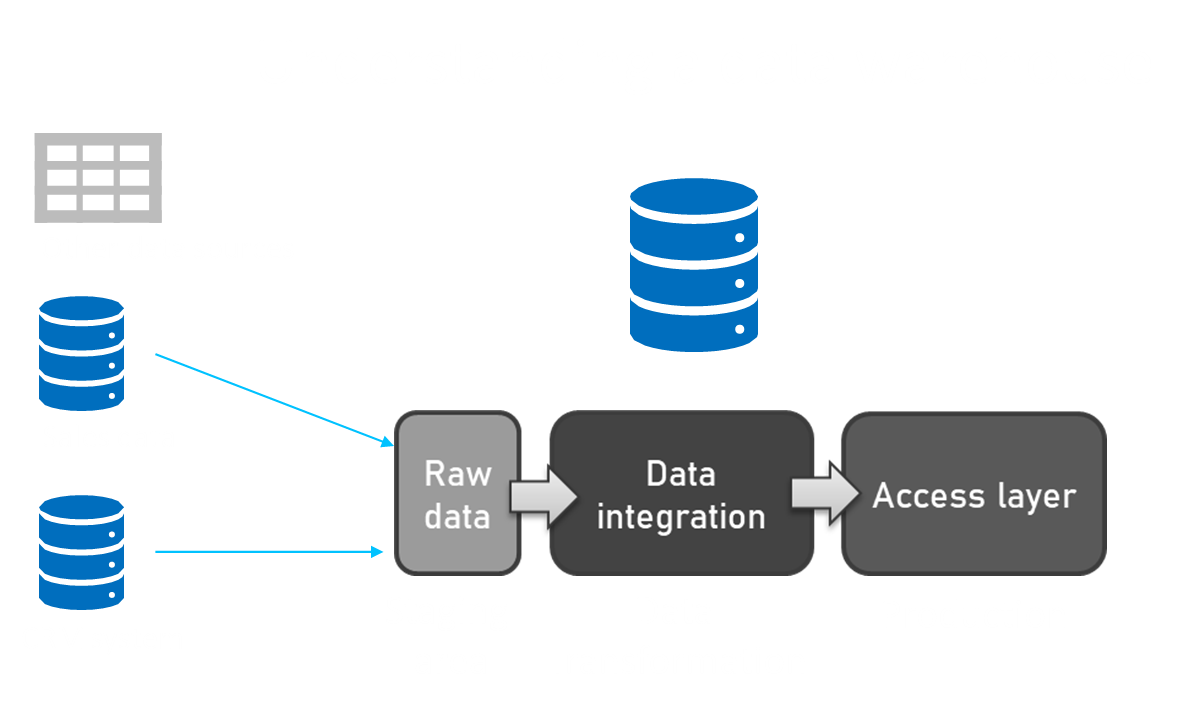 Raw
data
Data
integration
Access layer